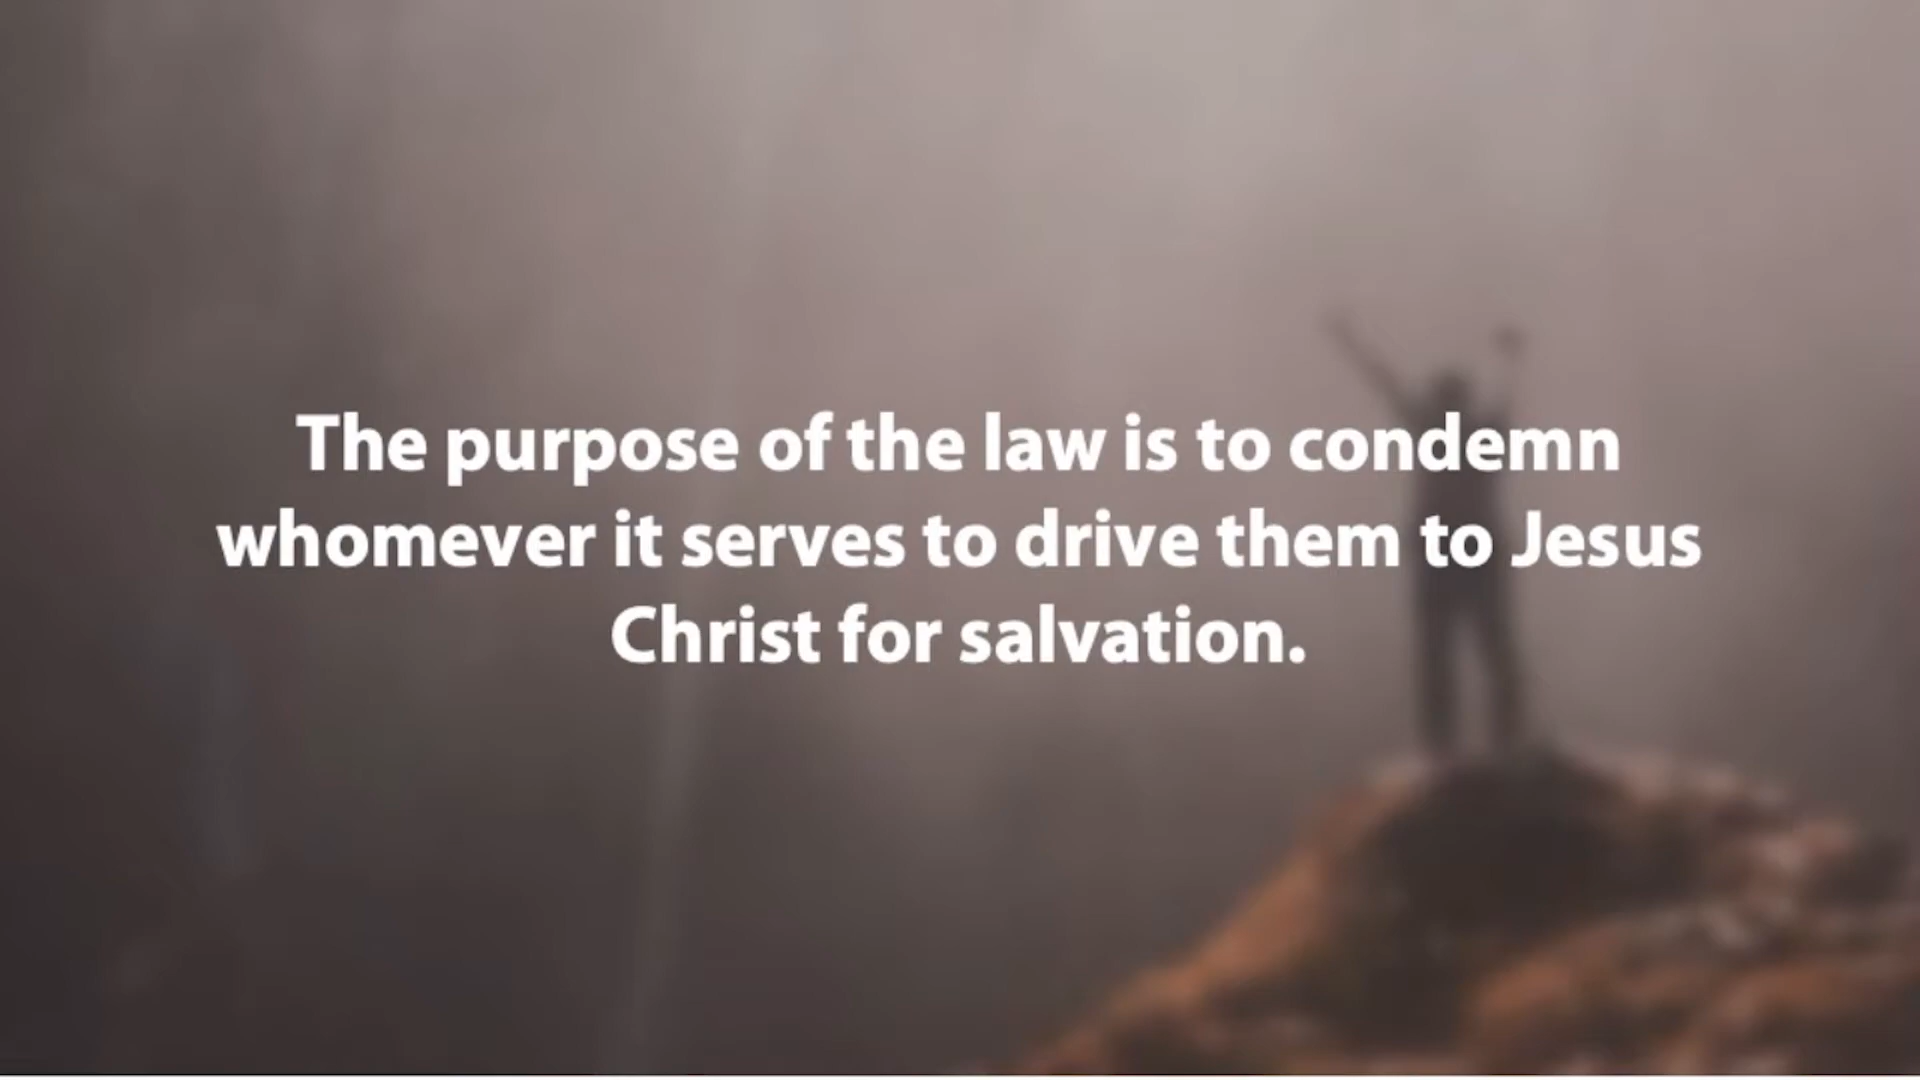 The purpose of the law is to condemn
whomever it serves to drive them to Jesus
Christ for salvation.